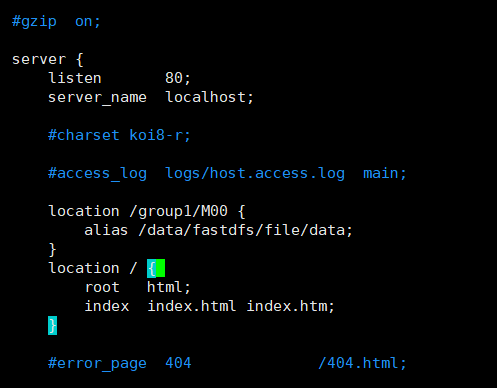 #gzip  on;
server {
    listen       80;
    server_name  localhost;
    #charset koi8-r;
    #access_log  logs/host.access.log  main;
    location /group1/M00 {
        alias /data/fastdfs/file/data;
    }
    location / {
        root   html;
        index  index.html index.htm;
    }
    #error_page  404              /404.html;